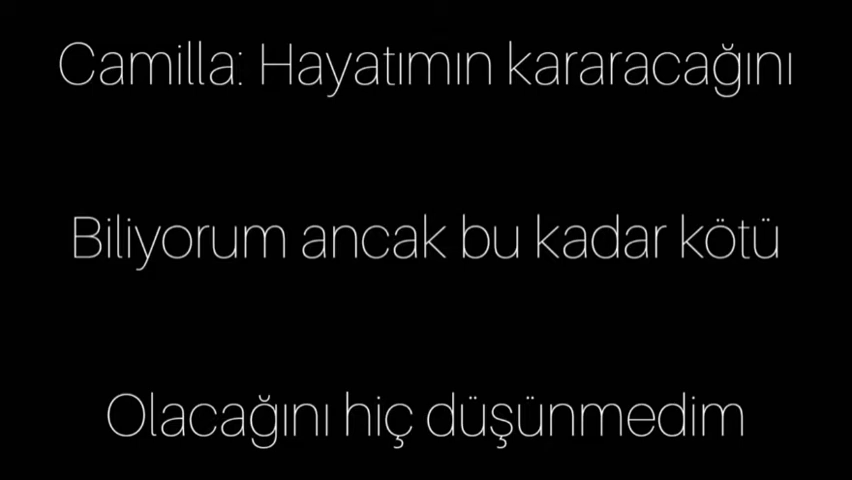 Camilla: Hayatımın kararacağını
Biliyorum ancak bu kadar kötü
Olacağını hiç düşünmedim